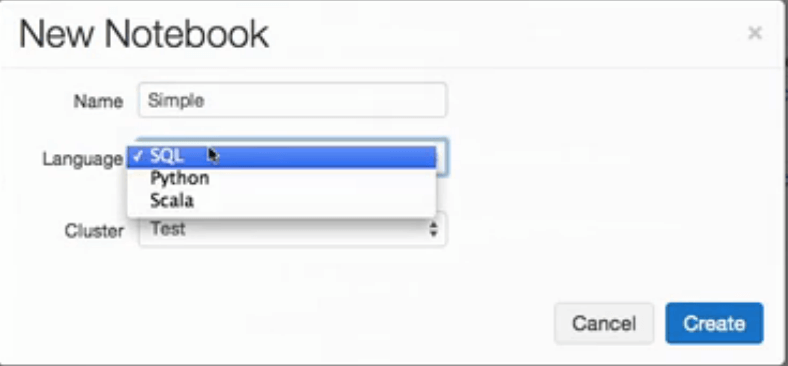 New Notebook ×
Name Simple
Language ✓ SQL
Python
Scala
Cluster Test
Cancel Create